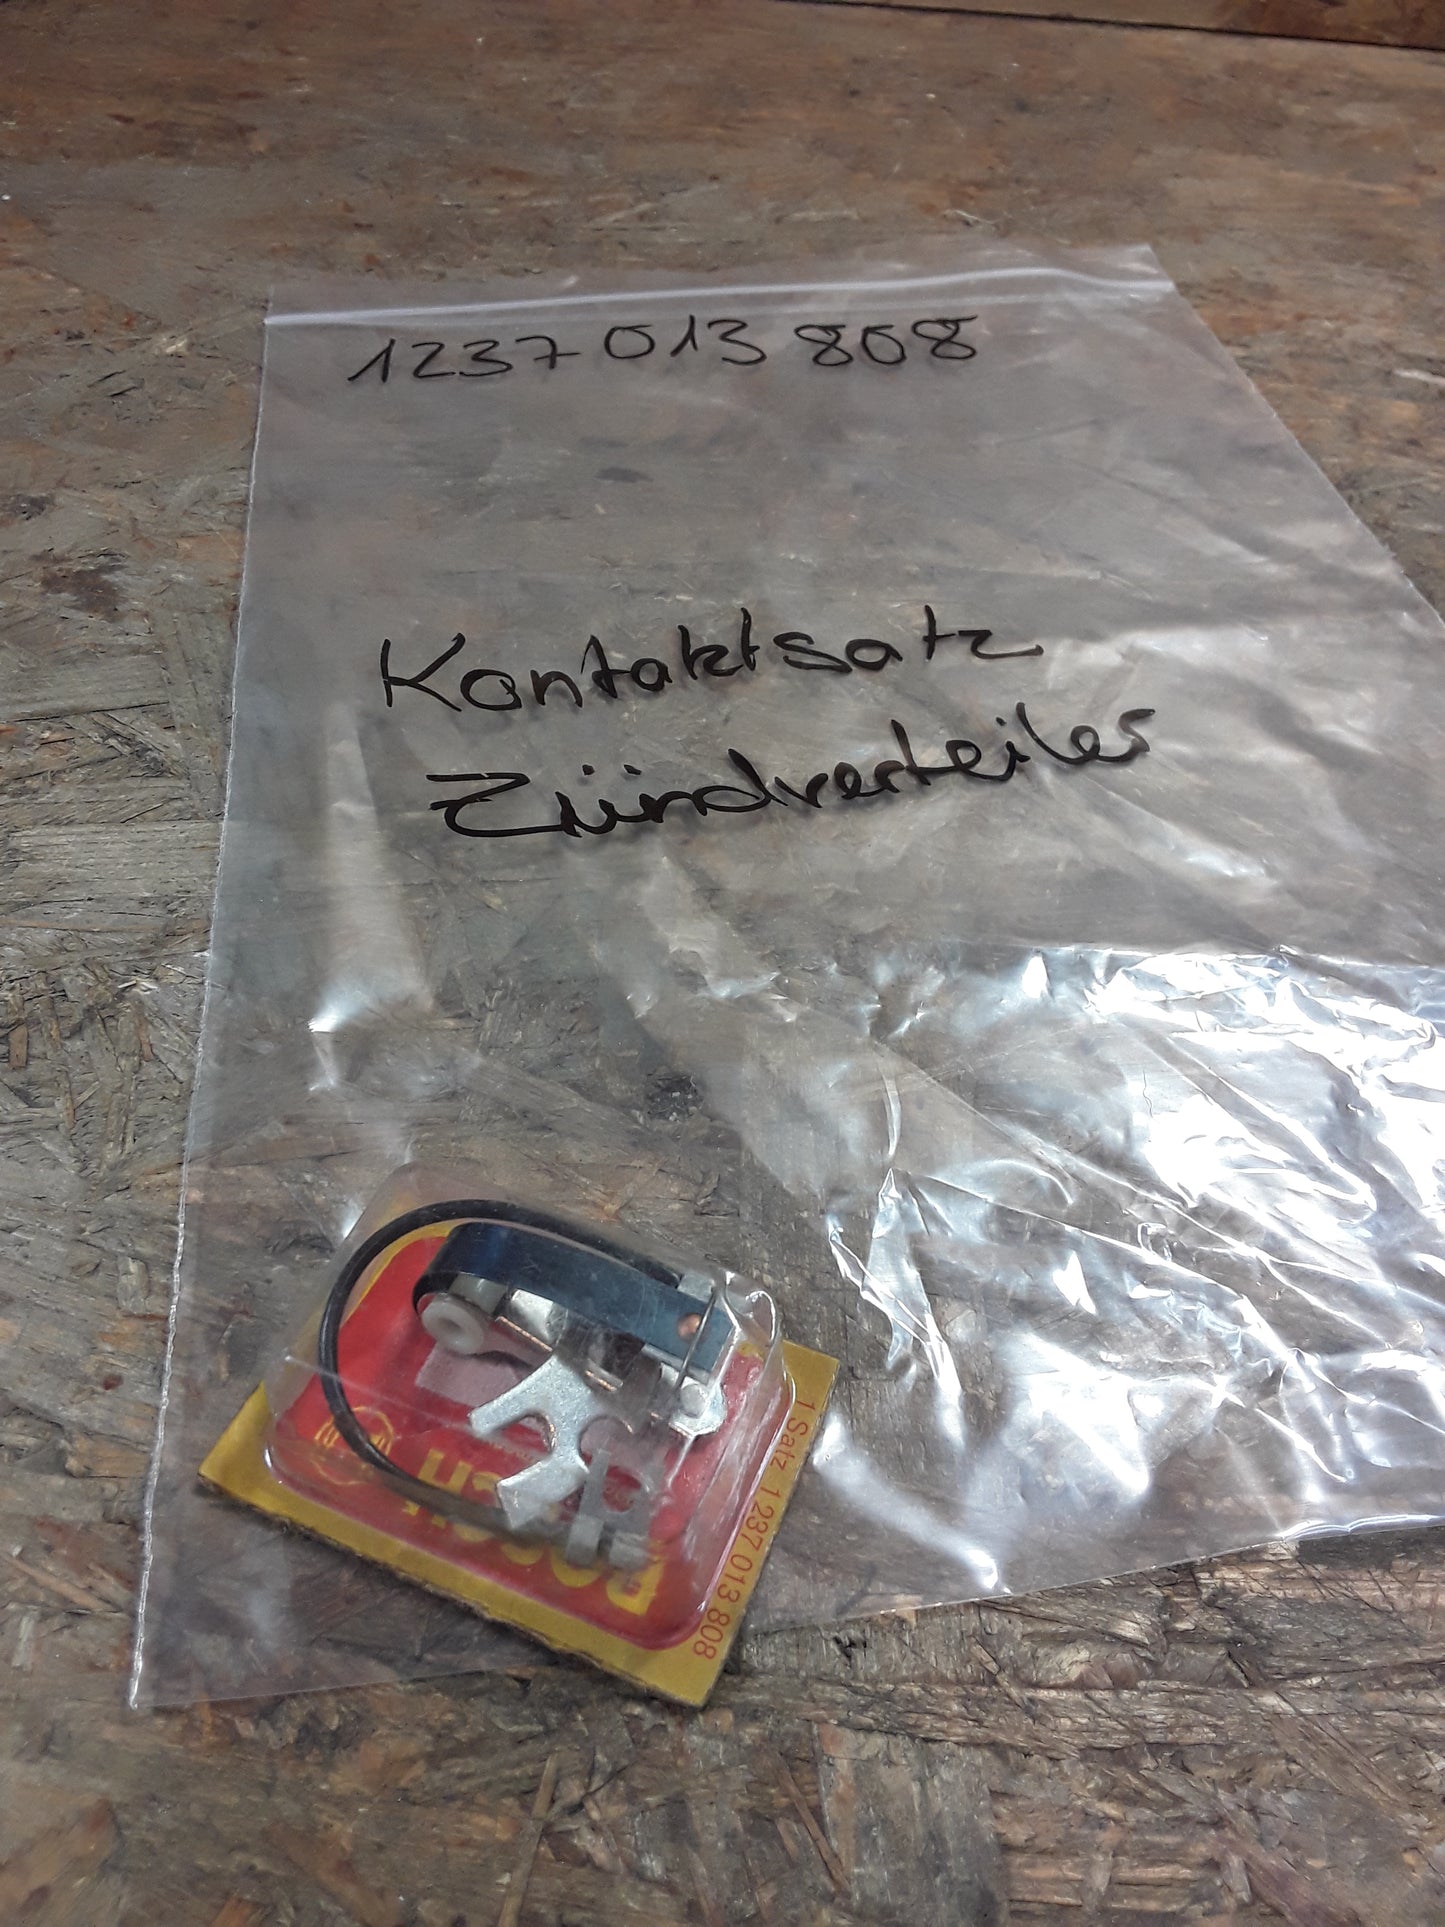 1237 013 808
Kontaktsatz
Zündverteiler
BOSCH
1 Satz 1 237 013 808